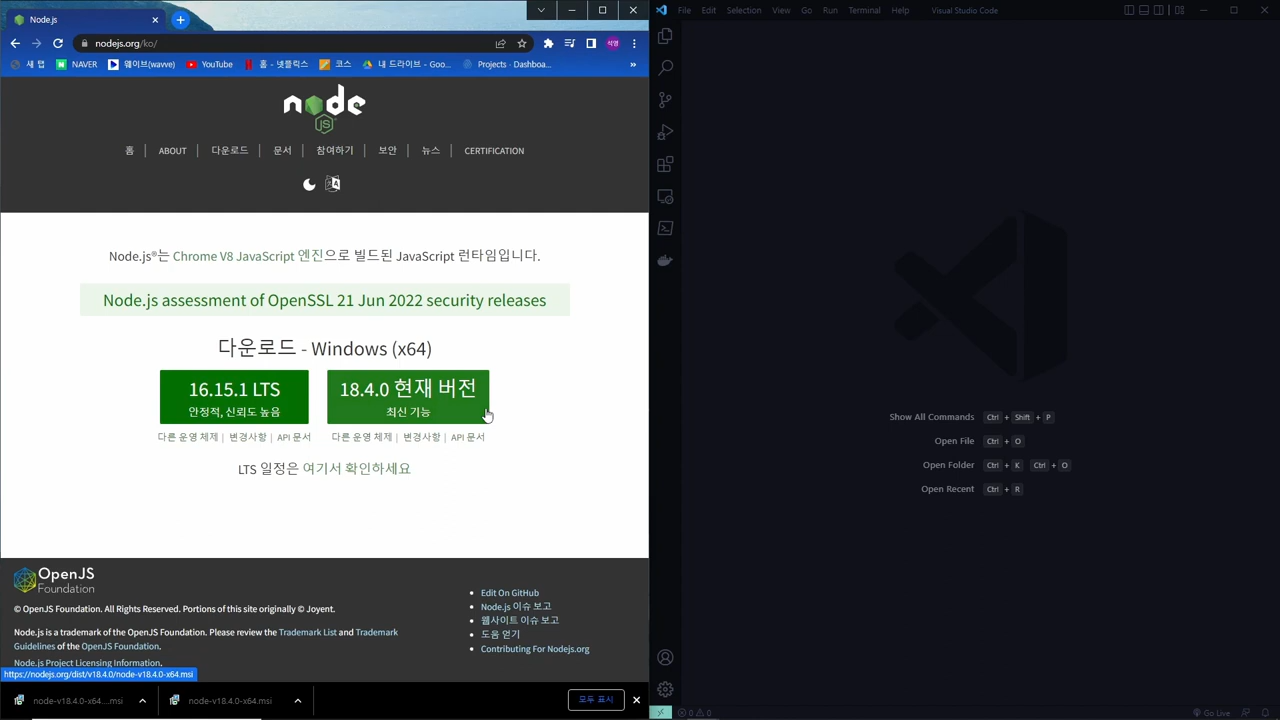 Node.js
nodejs.org/ko/
석영
새 탭
NAVER
웨이브(wavve)
YouTube
홈 - 넷플릭스
코스
내 드라이브 - Goo...
Projects · Dashboa...
»
node
JS
홈
ABOUT
다운로드
문서
참여하기
보안
뉴스
CERTIFICATION
Node.js®는 Chrome V8 JavaScript 엔진으로 빌드된 JavaScript 런타임입니다.
Node.js assessment of OpenSSL 21 Jun 2022 security releases
다운로드 - Windows (x64)
16.15.1 LTS
안정적, 신뢰도 높음
18.4.0 현재 버전
최신 기능
다른 운영 체제 | 변경사항 | API 문서
다른 운영 체제 | 변경사항 | API 문서
LTS 일정은 여기서 확인하세요
OpenJS
Foundation
© OpenJS Foundation. All Rights Reserved. Portions of this site originally © Joyent.
Node.js is a trademark of the OpenJS Foundation. Please review the Trademark List and Trademark
Guidelines of the OpenJS Foundation.
Node.js Project Licensing Information.
Edit On GitHub
Node.js 이슈 보고
웹사이트 이슈 보고
도움 얻기
Contributing For Nodejs.org
https://nodejs.org/dist/v18.4.0/node-v18.4.0-x64.msi
node-v18.4.0-x64....msi
node-v18.4.0-x64.msi
모두 표시
File Edit Selection View Go Run Terminal Help
Visual Studio Code
Show All Commands Ctrl + Shift + P
Open File Ctrl + O
Open Folder Ctrl + K Ctrl + O
Open Recent Ctrl + R
0 0
Go Live